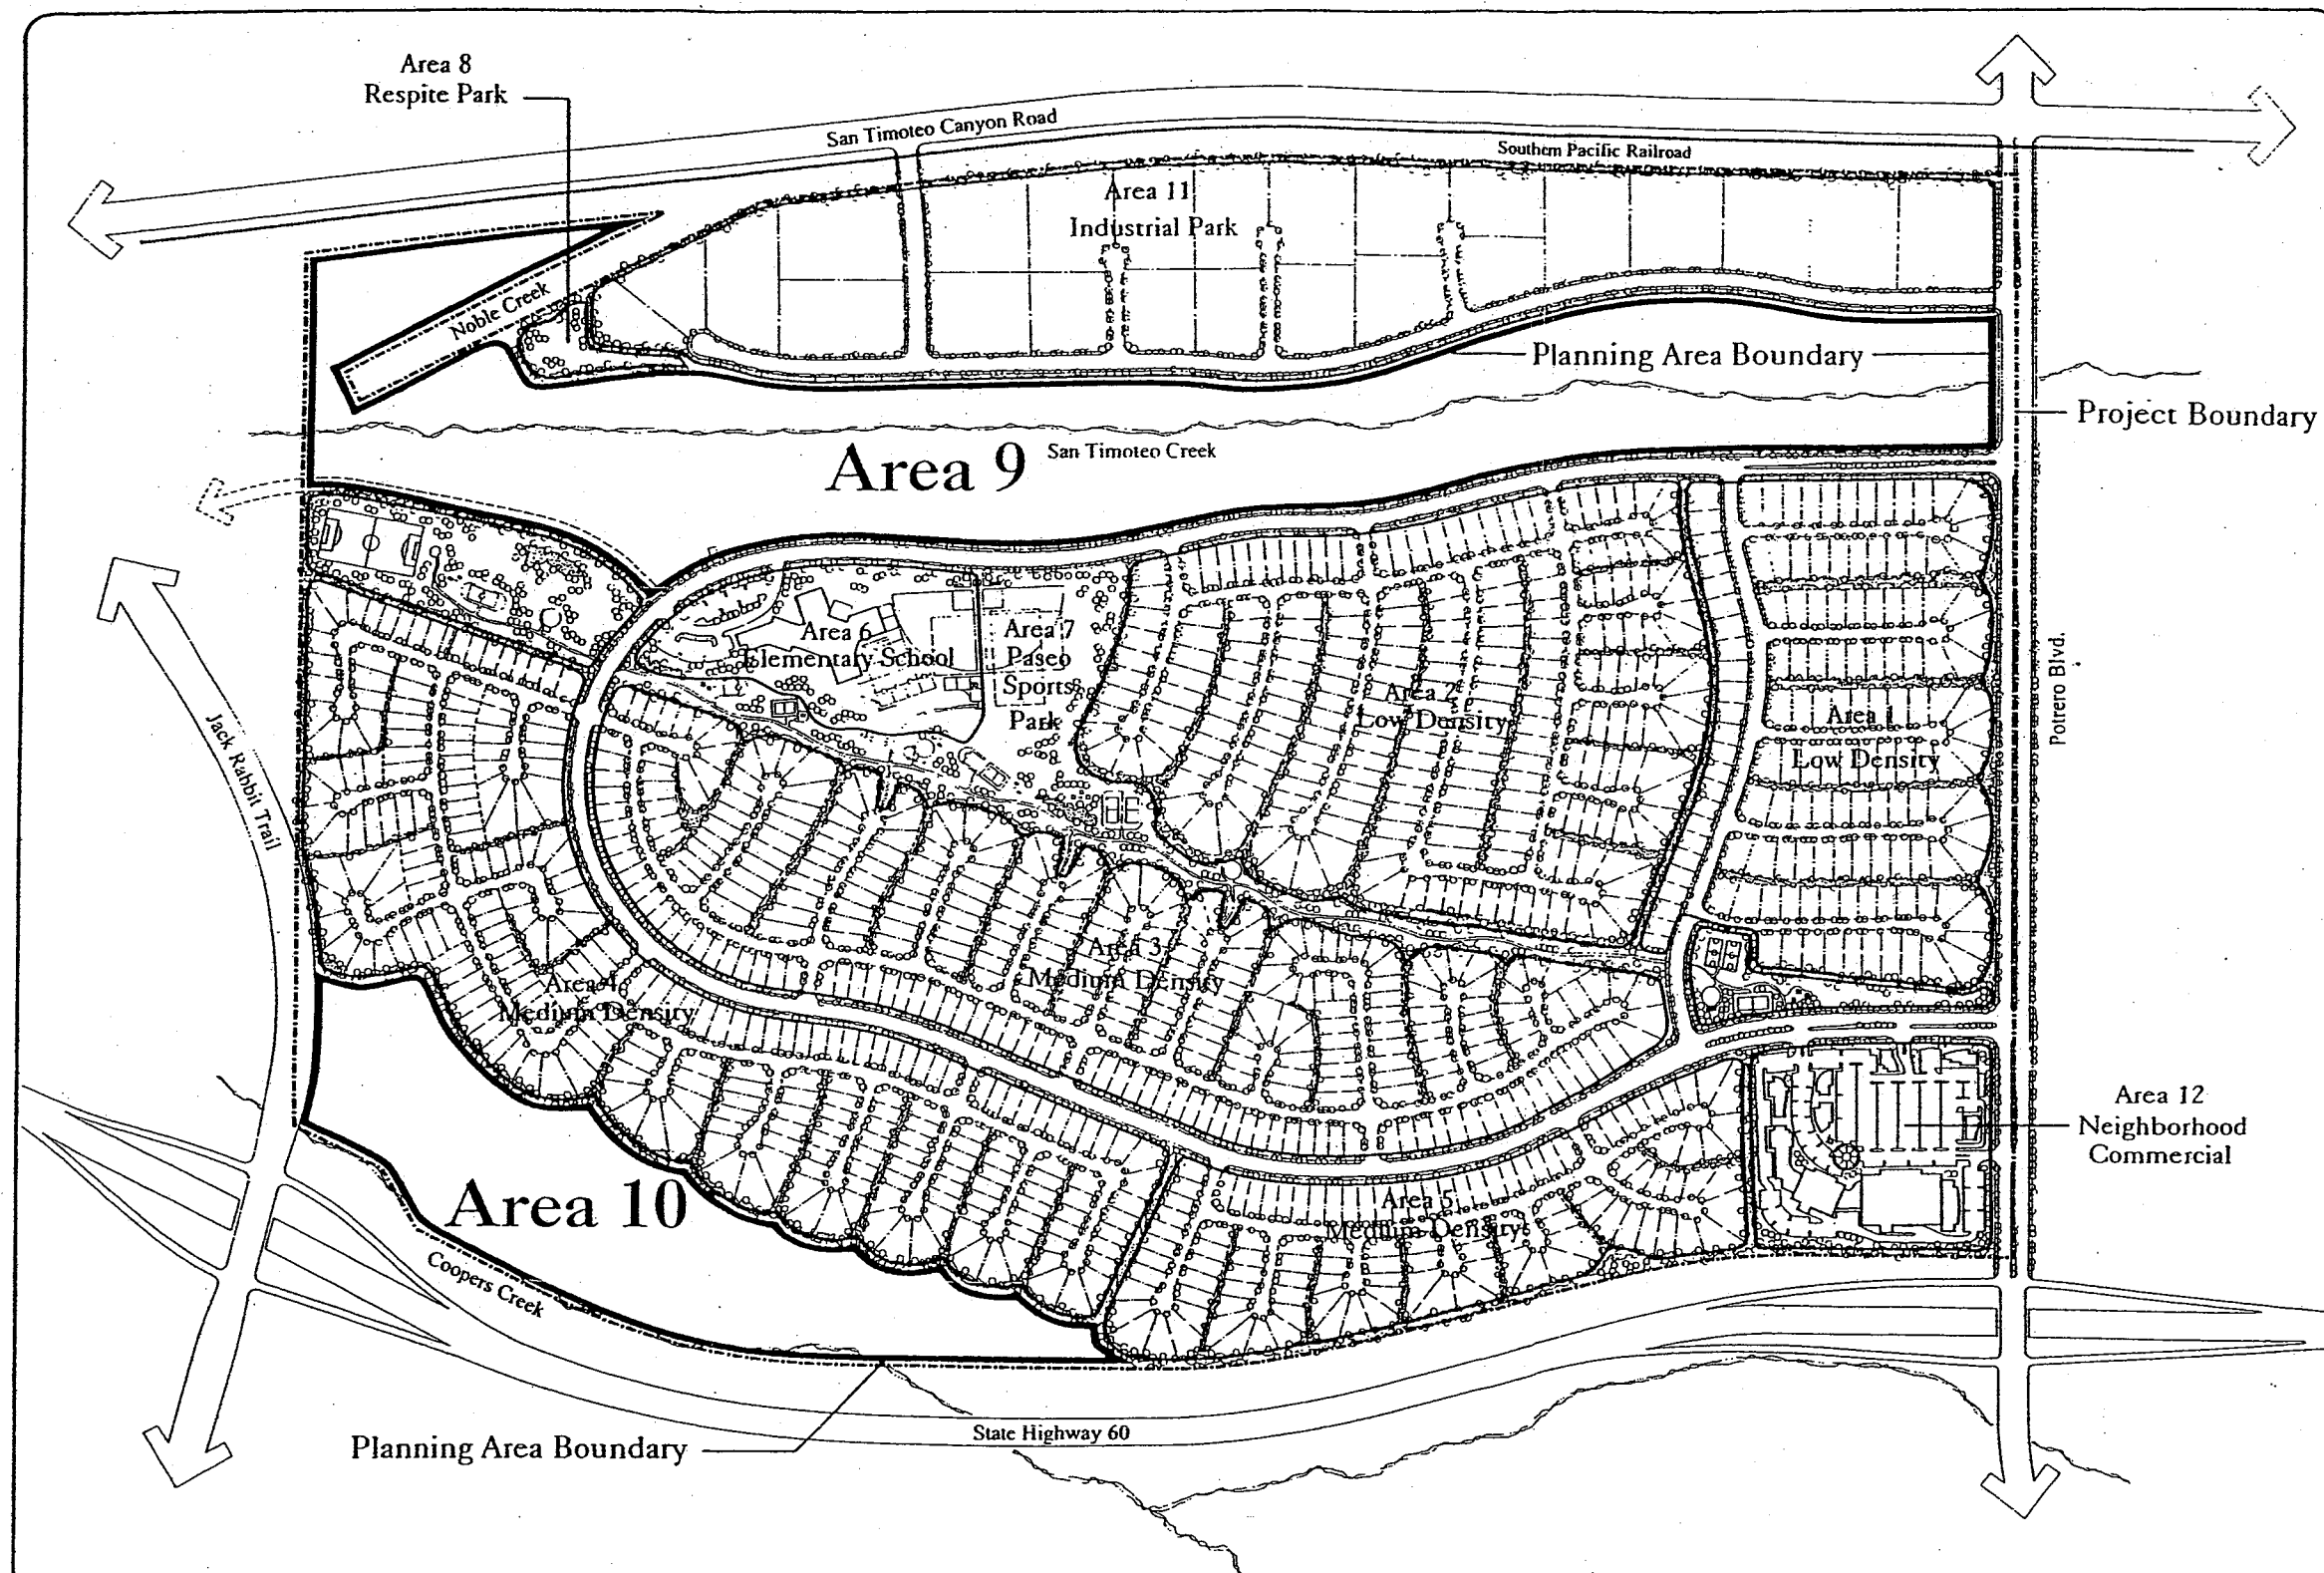 Area 8
Respite Park
San Timoteo Canyon Road
Southern Pacific Railroad
Area 11
Industrial Park
Noble Creek
Planning Area Boundary
Project Boundary
San Timoteo Creek
Area 9
Area 6
Elementary School
Area 7
Paseo
Sports
Park
Area 2
Low Density
Area 1
Low Density
Potrero Blvd.
Jack Rabbit Trail
Area 3
Medium Density
Area 4
Medium Density
Area 12
Neighborhood
Commercial
Area 10
Area 5
Medium Density
Coopers Creek
State Highway 60
Planning Area Boundary